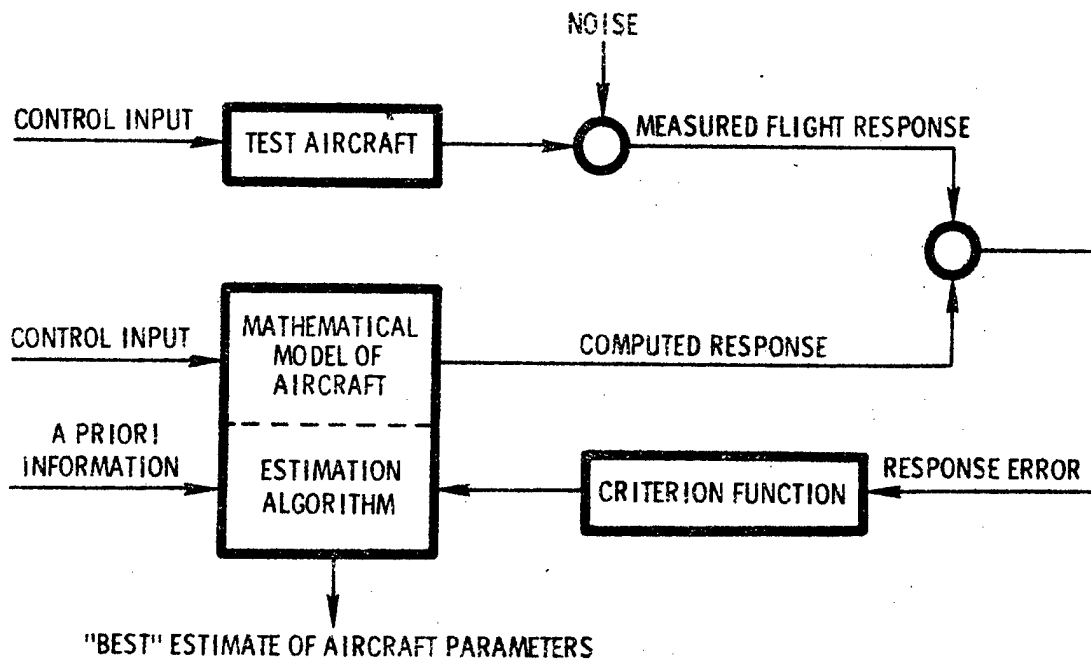 NOISE
CONTROL INPUT
TEST AIRCRAFT
MEASURED FLIGHT RESPONSE
CONTROL INPUT
MATHEMATICAL
MODEL OF
AIRCRAFT
COMPUTED RESPONSE
A PRIORI
INFORMATION
ESTIMATION
ALGORITHM
CRITERION FUNCTION
RESPONSE ERROR
"BEST" ESTIMATE OF AIRCRAFT PARAMETERS